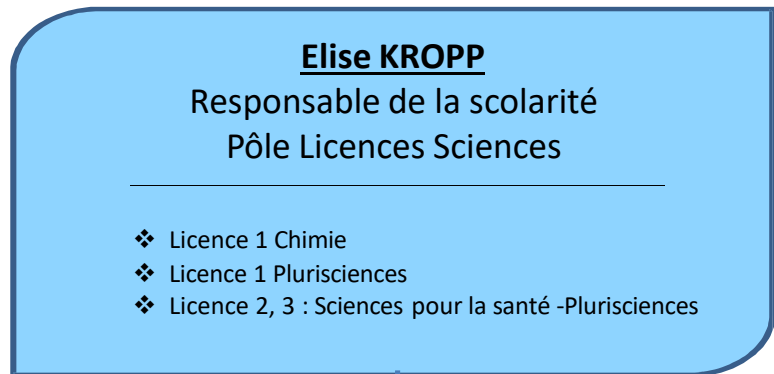 Elise KROPP
Responsable de la scolarité
Pôle Licences Sciences
❖ Licence 1 Chimie
❖ Licence 1 Plurisciences
❖ Licence 2, 3 : Sciences pour la santé -Plurisciences